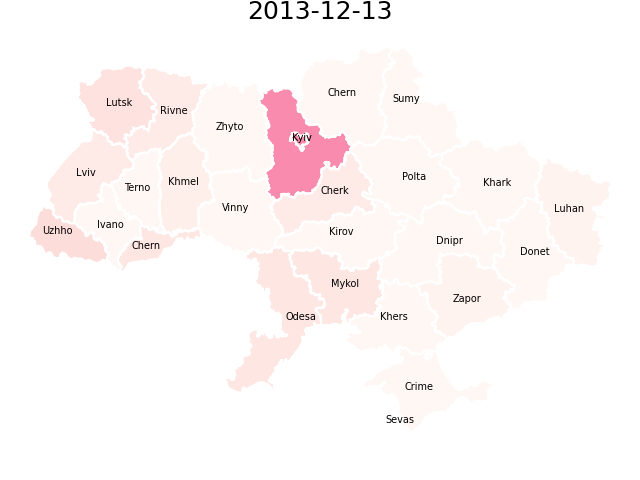 2013-12-13
Chern
Sumy
Lutsk
Rivne
Zhyto
Kyiv
Lviv
Terno
Khmel
Cherk
Polta
Khark
Luhan
Uzhho
Ivano
Chern
Vinny
Kirov
Dnipr
Donet
Mykol
Zapor
Odesa
Khers
Crime
Sevas